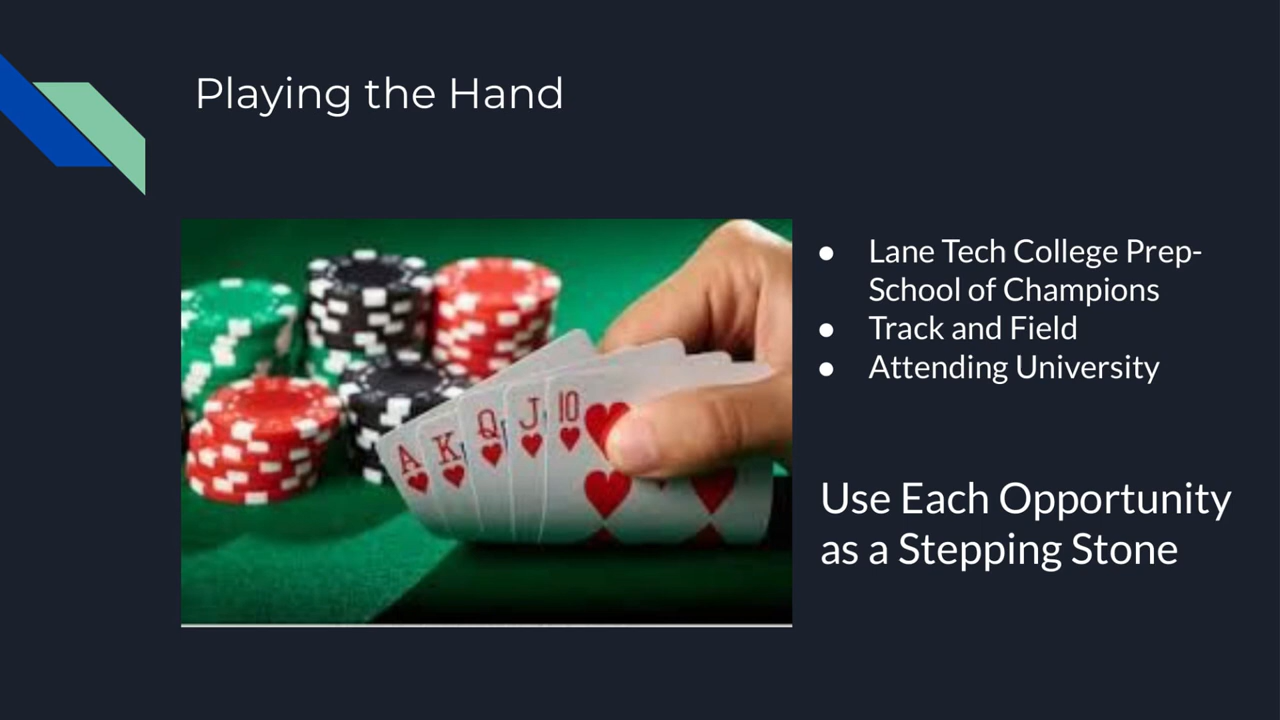 Playing the Hand
A K Q J 10
● Lane Tech College Prep-
School of Champions
● Track and Field
● Attending University
Use Each Opportunity
as a Stepping Stone